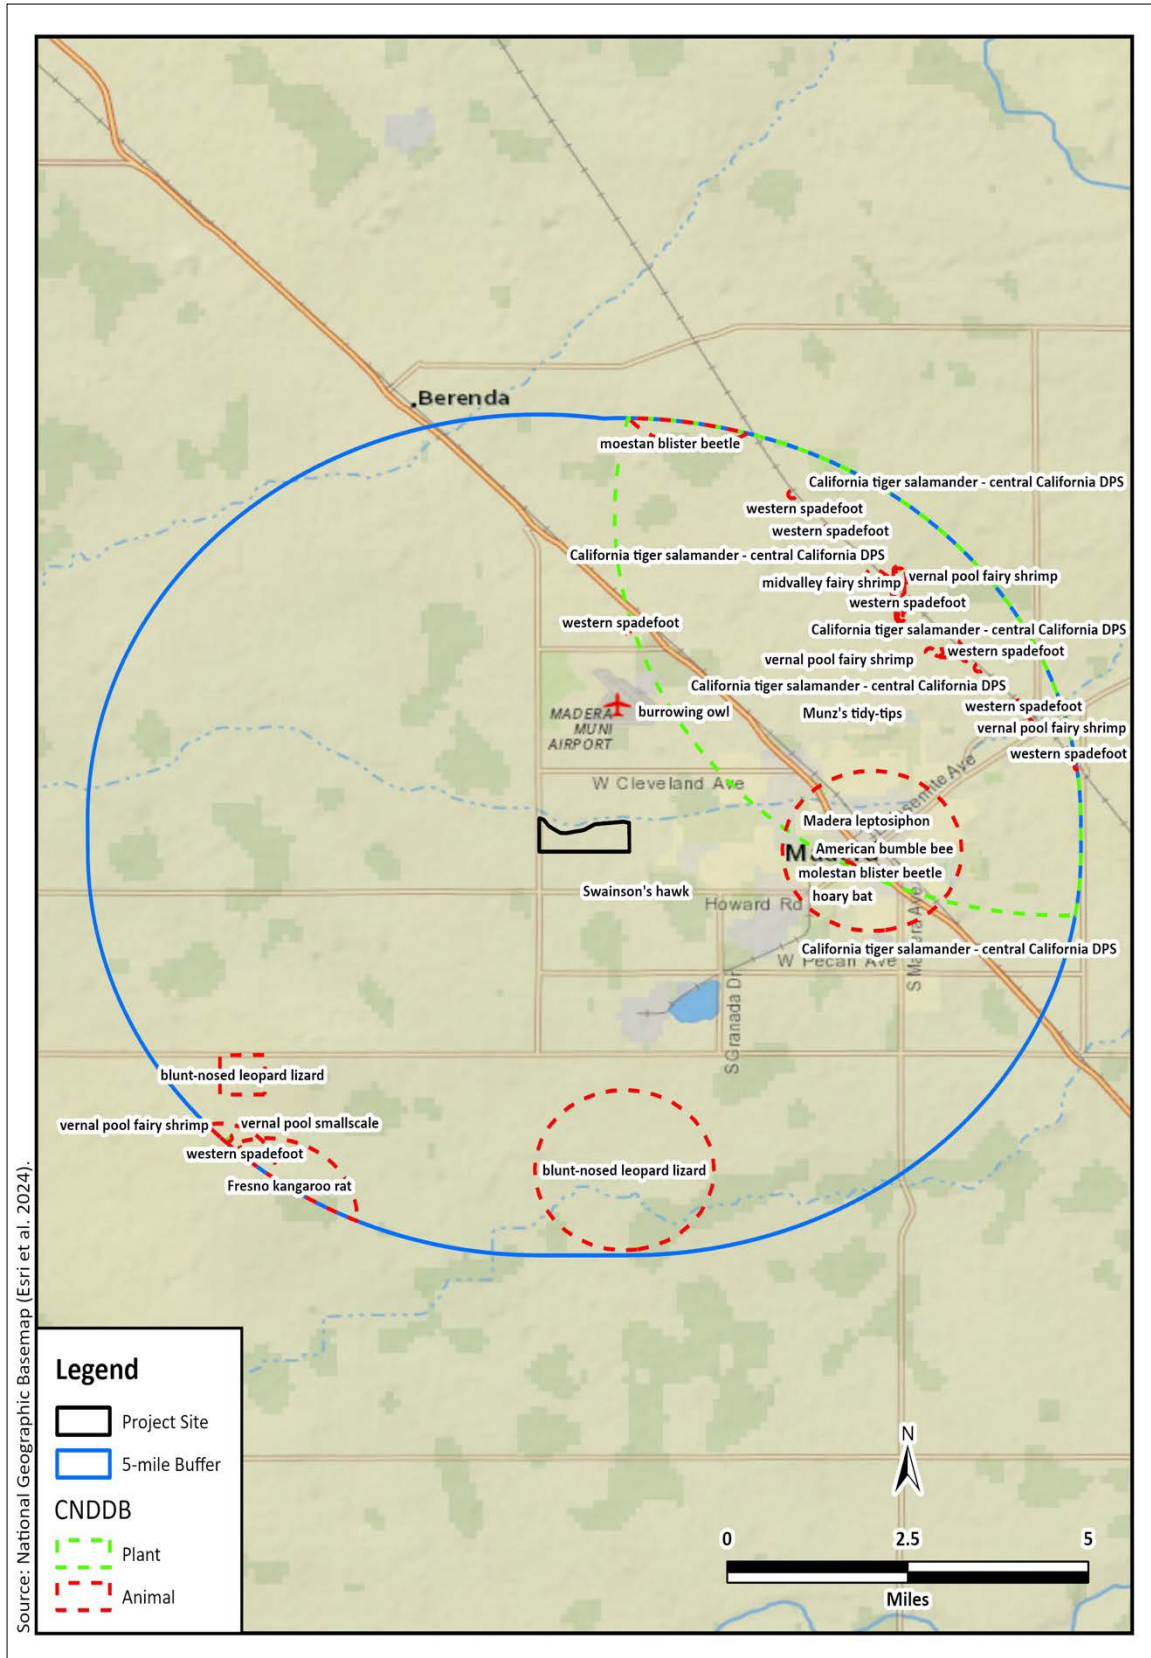 Berenda
moestan blister beetle
California tiger salamander - central California DPS
western spadefoot
western spadefoot
California tiger salamander - central California DPS
midvalley fairy shrimp
vernal pool fairy shrimp
western spadefoot
western spadefoot
California tiger salamander - central California DPS
western spadefoot
vernal pool fairy shrimp
California tiger salamander - central California DPS
burrowing owl
Munz's tidy-tips
western spadefoot
MADERA
MUNI
AIRPORT
vernal pool fairy shrimp
western spadefoot
W Cleveland Ave
Madera leptosiphon
American bumble bee
molestan blister beetle
Swainson's hawk
hoary bat
Howard Rd
California tiger salamander - central California DPS
W Pecan Ave
S Madera Ave
S Granada Dr
blunt-nosed leopard lizard
vernal pool fairy shrimp
vernal pool smallscale
western spadefoot
Fresno kangaroo rat
blunt-nosed leopard lizard
Source: National Geographic Basemap (Esri et al. 2024).
Legend
Project Site
5-mile Buffer
CNDDB
Plant
Animal
N
0 2.5 5
Miles